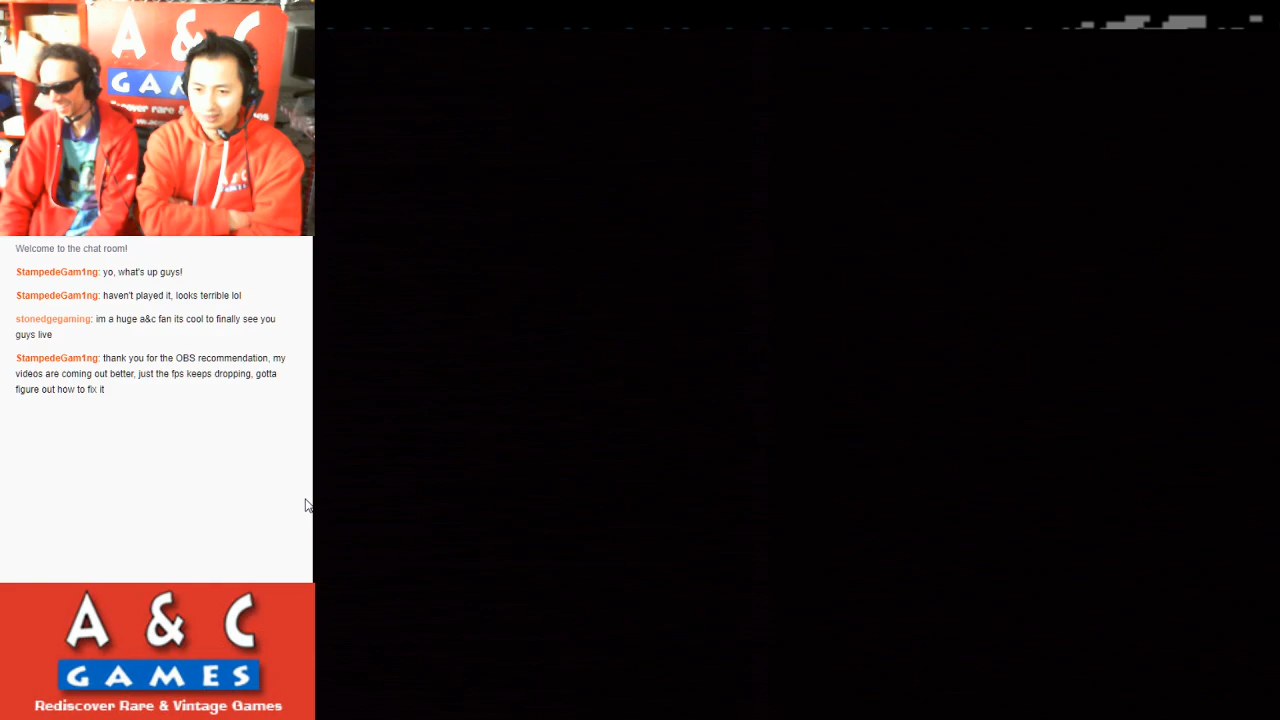 A & C
GAM
Welcome to the chat room!
StampedeGam1ng: yo, what's up guys!
StampedeGam1ng: haven't played it, looks terrible lol
stonedgegaming: im a huge a&c fan its cool to finally see you
guys live
StampedeGam1ng: thank you for the OBS recommendation, my
videos are coming out better, just the fps keeps dropping, gotta
figure out how to fix it
A & C
GAMES
Rediscover Rare & Vintage Games